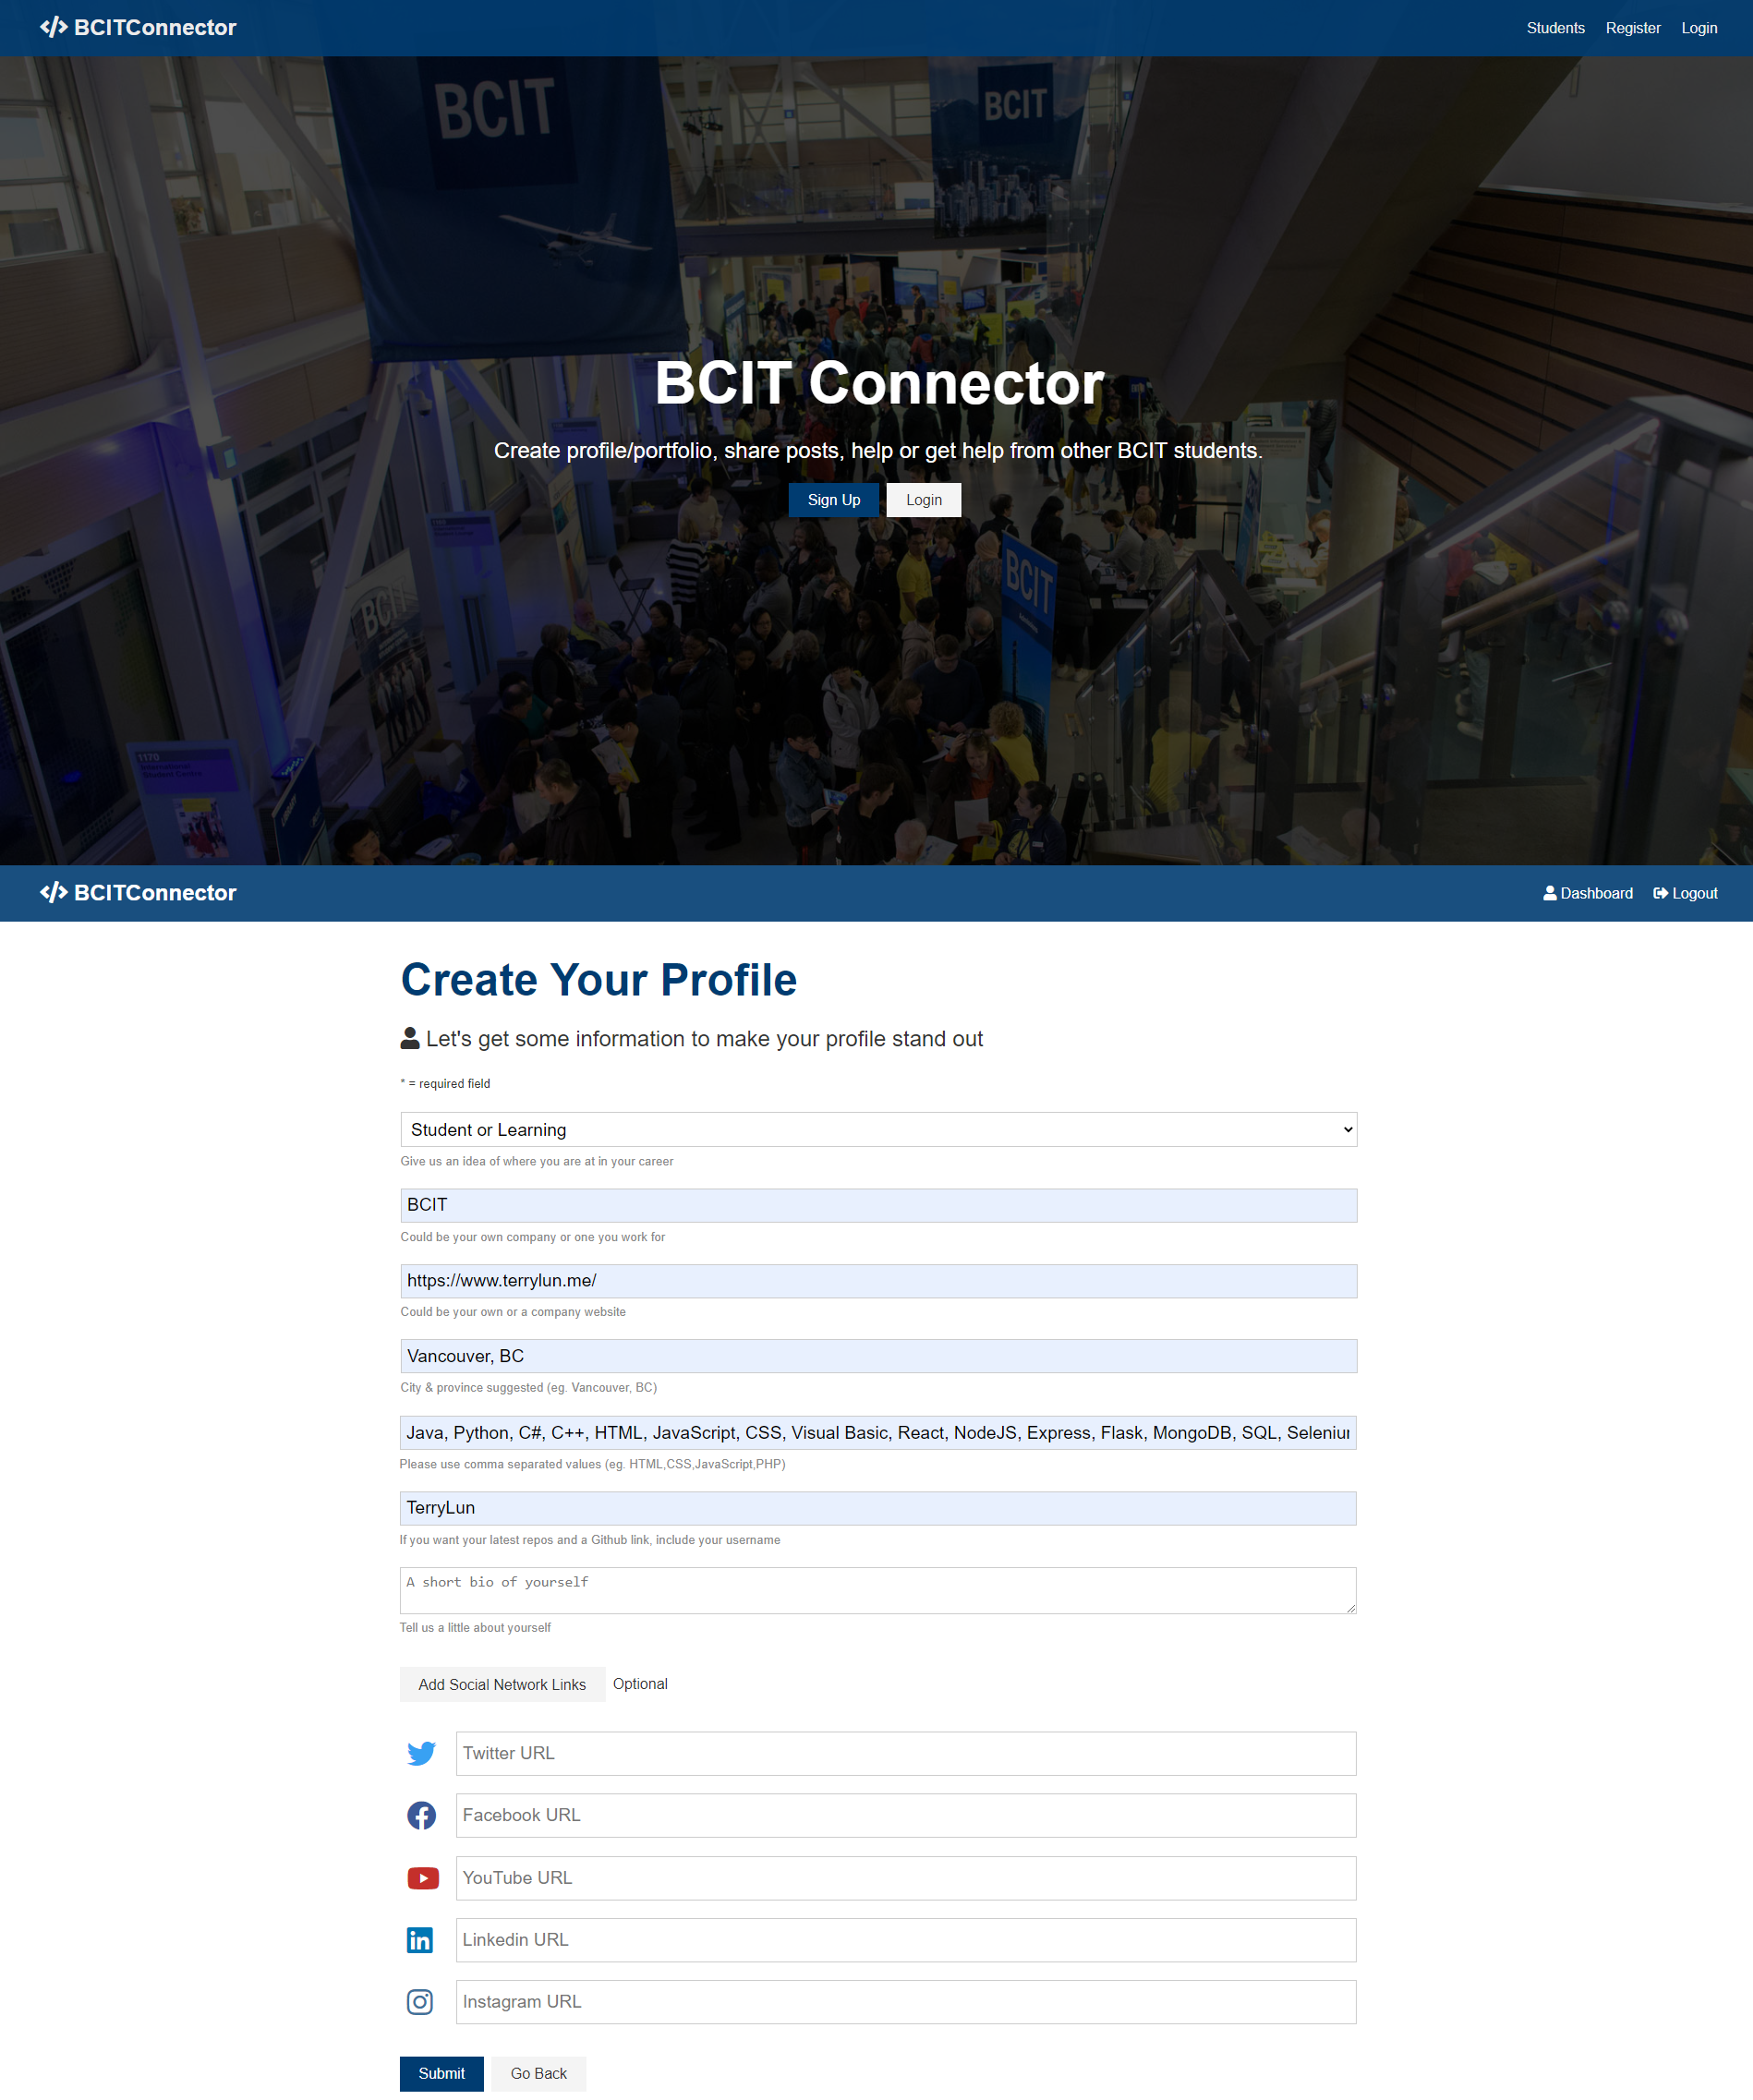 BCITConnector
Students Register Login
BCIT
BCIT
BCIT Connector
Create profile/portfolio, share posts, help or get help from other BCIT students.
Sign Up Login
BCIT
BCIT
1170
International
Student Centre
BCITConnector
Dashboard Logout
Create Your Profile
Let's get some information to make your profile stand out
* = required field
Student or Learning
Give us an idea of where you are at in your career
BCIT
Could be your own company or one you work for
https://www.terrylun.me/
Could be your own or a company website
Vancouver, BC
City & province suggested (eg. Vancouver, BC)
Java, Python, C#, C++, HTML, JavaScript, CSS, Visual Basic, React, NodeJS, Express, Flask, MongoDB, SQL,
Please use comma separated values (eg. HTML,CSS,JavaScript,PHP)
TerryLun
If you want your latest repos and a Github link, include your username
A short bio of yourself
Tell us a little about yourself
Add Social Network Links Optional
Twitter URL
Facebook URL
YouTube URL
Linkedin URL
Instagram URL
Submit Go Back